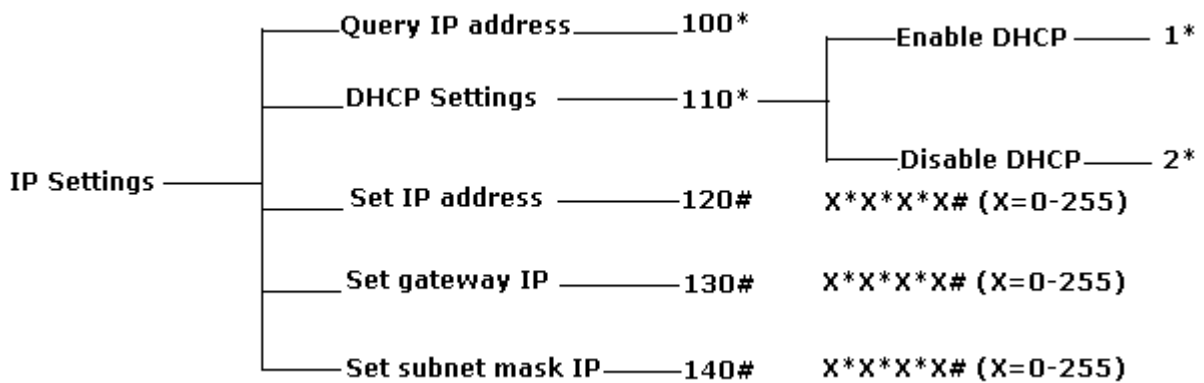 Query IP address 100*
Enable DHCP 1*
DHCP Settings 110*
Disable DHCP 2*
IP Settings
Set IP address 120# X*X*X*X# (X=0-255)
Set gateway IP 130# X*X*X*X# (X=0-255)
Set subnet mask IP 140# X*X*X*X# (X=0-255)